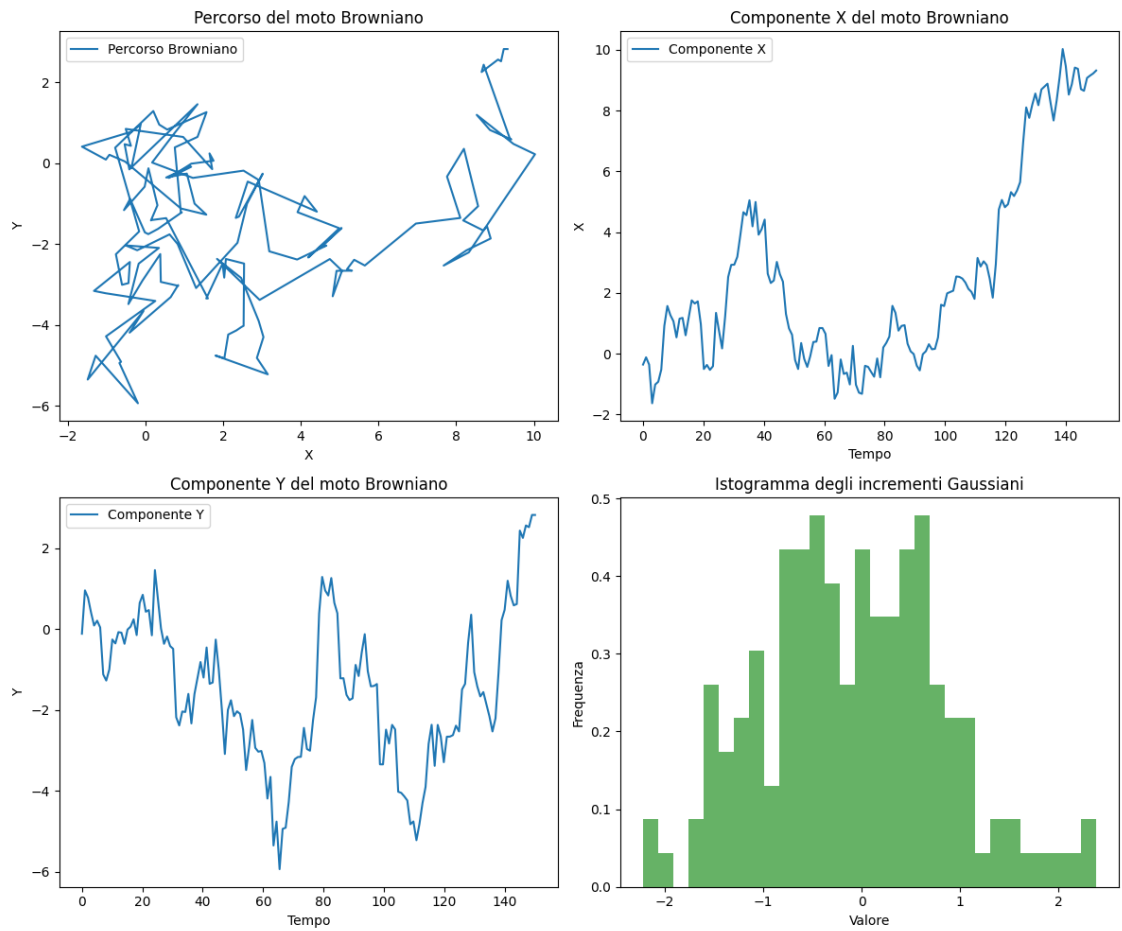 Percorso del moto Browniano
Percorso Browniano
Y
2
0
−2
−4
−6
−2 0 2 4 6 8 10
X
Componente X del moto Browniano
Componente X
X
10
8
6
4
2
0
−2
0 20 40 60 80 100 120 140
Tempo
Componente Y del moto Browniano
Componente Y
Y
2
0
−2
−4
−6
0 20 40 60 80 100 120 140
Tempo
Istogramma degli incrementi Gaussiani
Frequenza
0.5
0.4
0.3
0.2
0.1
0.0
−2 −1 0 1 2
Valore